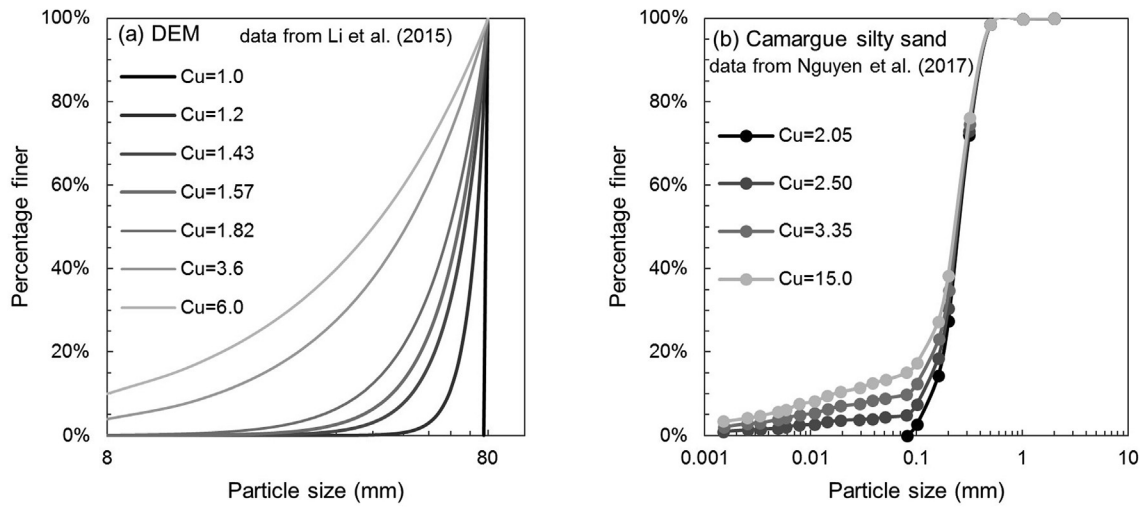 (a) DEM
data from Li et al. (2015)
Cu=1.0
Cu=1.2
Cu=1.43
Cu=1.57
Cu=1.82
Cu=3.6
Cu=6.0
100%
80%
60%
40%
20%
0%
Percentage finer
8
80
Particle size (mm)
(b) Camargue silty sand
data from Nguyen et al. (2017)
Cu=2.05
Cu=2.50
Cu=3.35
Cu=15.0
100%
80%
60%
40%
20%
0%
Percentage finer
0.001
0.01
0.1
1
10
Particle size (mm)